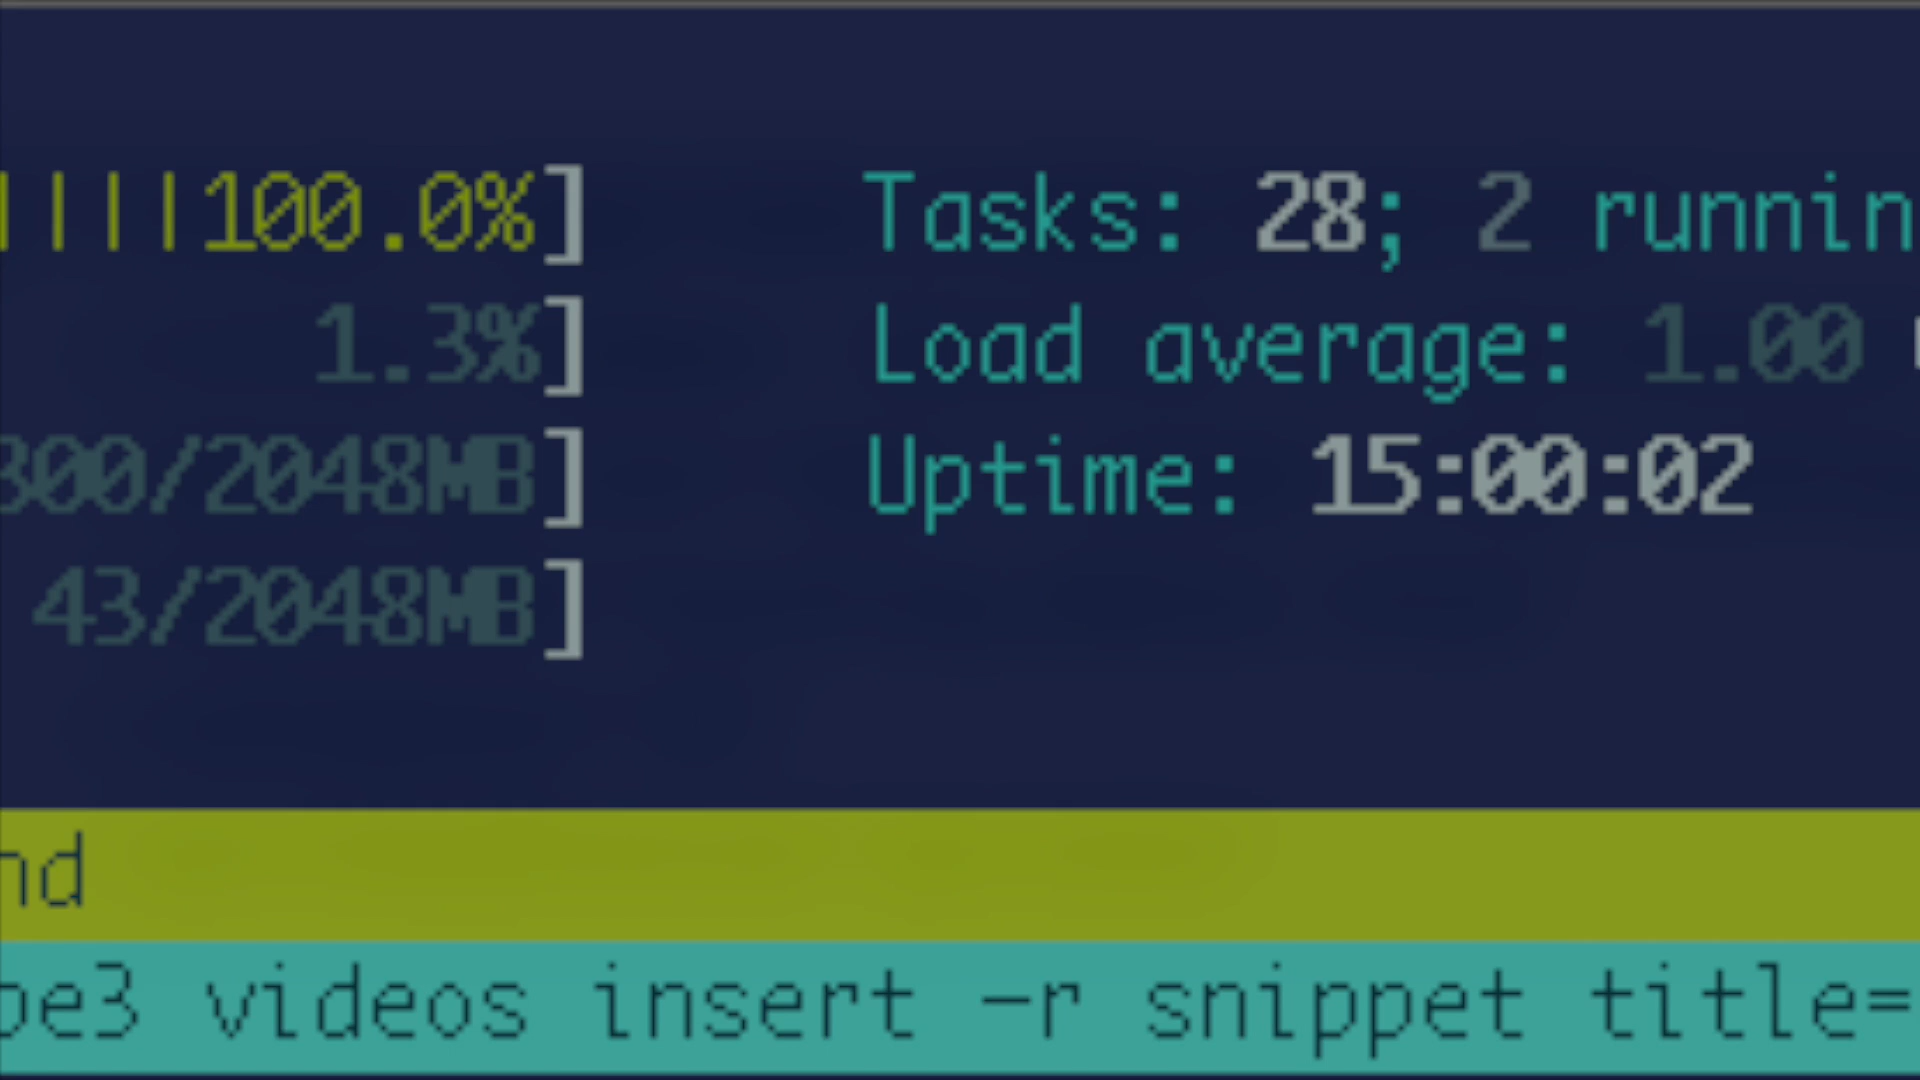 ||||100.0%] Tasks: 28; 2 runnin
1.3%] Load average: 1.00
300/2048MB] Uptime: 15:00:02
43/2048MB]
nd
be3 videos insert -r snippet title=